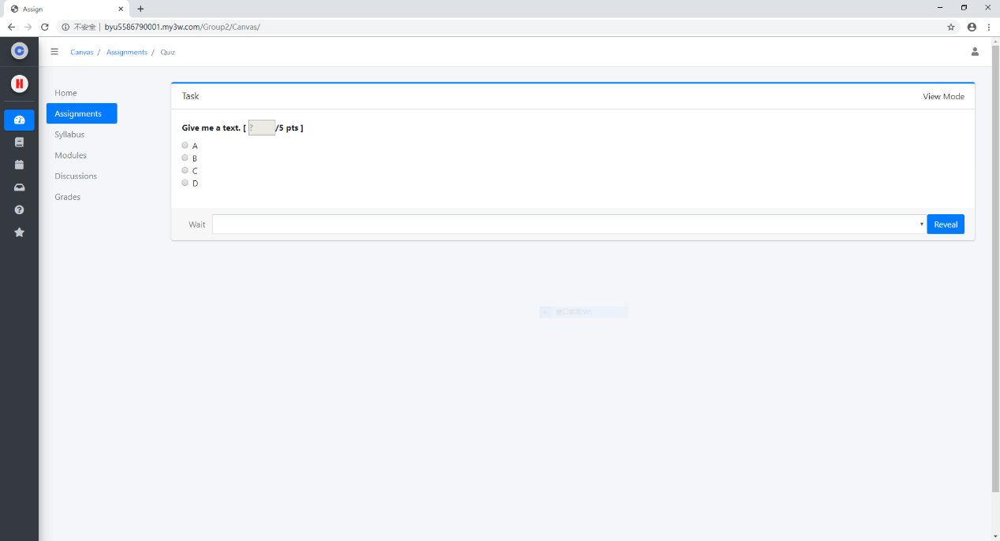 Assign
不安全 | byu5586790001.my3w.com/Group2/Canvas/
Canvas / Assignments / Quiz
Home
Assignments
Syllabus
Modules
Discussions
Grades
Task
View Mode
Give me a text. [ ? /5 pts ]
A
B
C
D
Wait
Reveal